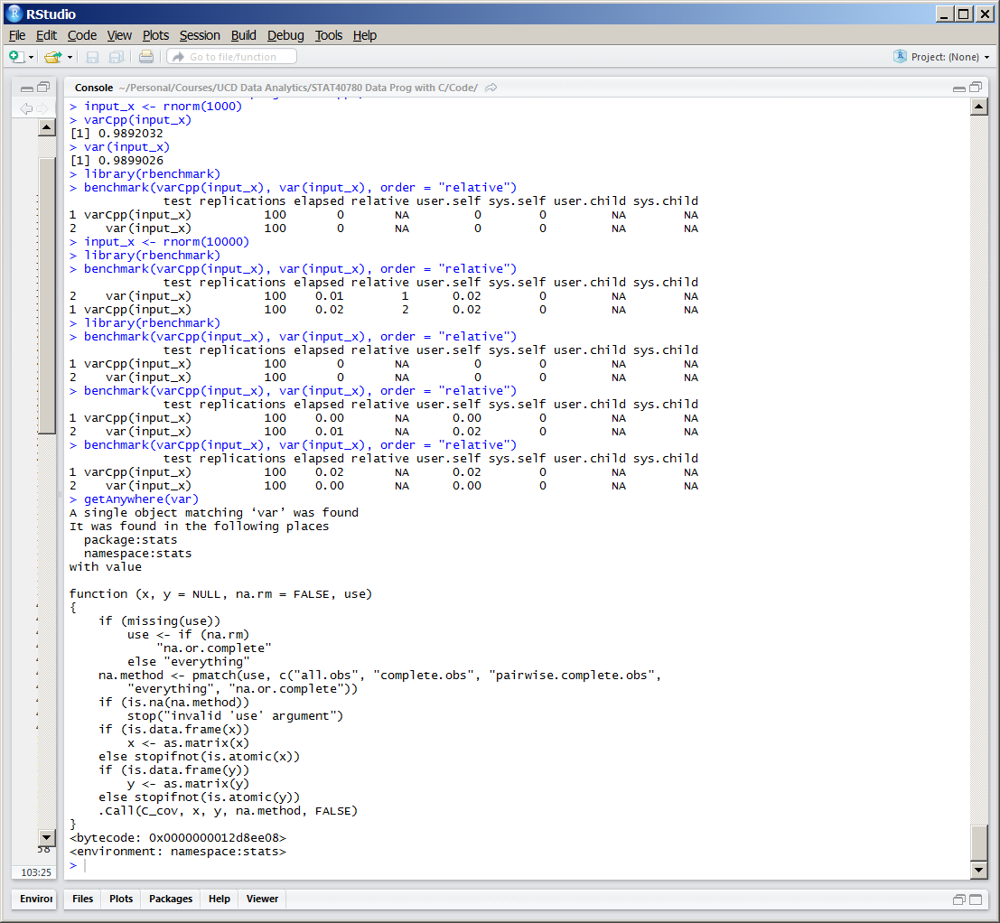 RStudio
File Edit Code View Plots Session Build Debug Tools Help
Go to file/function Project: (None)
Console ~/Personal/Courses/UCD Data Analytics/STAT40780 Data Prog with C/Code/
> input_x <- rnorm(1000)
> varCpp(input_x)
[1] 0.9892032
> var(input_x)
[1] 0.9899026
> library(rbenchmark)
> benchmark(varCpp(input_x), var(input_x), order = "relative")
             test replications elapsed relative user.self sys.self user.child sys.child
1 varCpp(input_x)          100       0       NA         0        0         NA        NA
2    var(input_x)          100       0       NA         0        0         NA        NA
> input_x <- rnorm(10000)
> library(rbenchmark)
> benchmark(varCpp(input_x), var(input_x), order = "relative")
             test replications elapsed relative user.self sys.self user.child sys.child
2    var(input_x)          100    0.01        1      0.02        0         NA        NA
1 varCpp(input_x)          100    0.02        2      0.02        0         NA        NA
> library(rbenchmark)
> benchmark(varCpp(input_x), var(input_x), order = "relative")
             test replications elapsed relative user.self sys.self user.child sys.child
1 varCpp(input_x)          100       0       NA         0        0         NA        NA
2    var(input_x)          100       0       NA         0        0         NA        NA
> benchmark(varCpp(input_x), var(input_x), order = "relative")
             test replications elapsed relative user.self sys.self user.child sys.child
1 varCpp(input_x)          100    0.00       NA      0.00        0         NA        NA
2    var(input_x)          100    0.01       NA      0.02        0         NA        NA
> benchmark(varCpp(input_x), var(input_x), order = "relative")
             test replications elapsed relative user.self sys.self user.child sys.child
1 varCpp(input_x)          100    0.02       NA      0.02        0         NA        NA
2    var(input_x)          100    0.00       NA      0.00        0         NA        NA
> getAnywhere(var)
A single object matching ‘var’ was found
It was found in the following places
  package:stats
  namespace:stats
with value

function (x, y = NULL, na.rm = FALSE, use)
{
    if (missing(use))
        use <- if (na.rm)
            "na.or.complete"
        else "everything"
    na.method <- pmatch(use, c("all.obs", "complete.obs", "pairwise.complete.obs",
        "everything", "na.or.complete"))
    if (is.na(na.method))
        stop("invalid 'use' argument")
    if (is.data.frame(x))
        x <- as.matrix(x)
    else stopifnot(is.atomic(x))
    if (is.data.frame(y))
        y <- as.matrix(y)
    else stopifnot(is.atomic(y))
    .Call(C_cov, x, y, na.method, FALSE)
}
<bytecode: 0x0000000012d8ee08>
<environment: namespace:stats>
>
103:25
Enviror Files Plots Packages Help Viewer